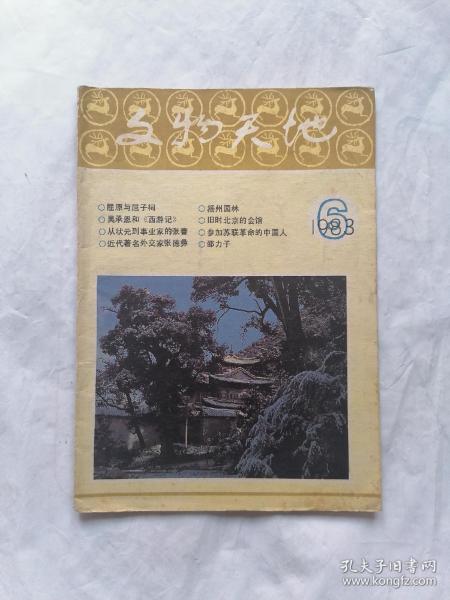 文物天地
○屈原与屈子祠
○吴承恩和《西游记》
○从状元到事业家的张謇
○近代著名外交家张德彝
○扬州园林
○旧时北京的会馆
○参加苏联革命的中国人
○邵力子
6
1983
孔夫子旧书网
www.kongfz.com